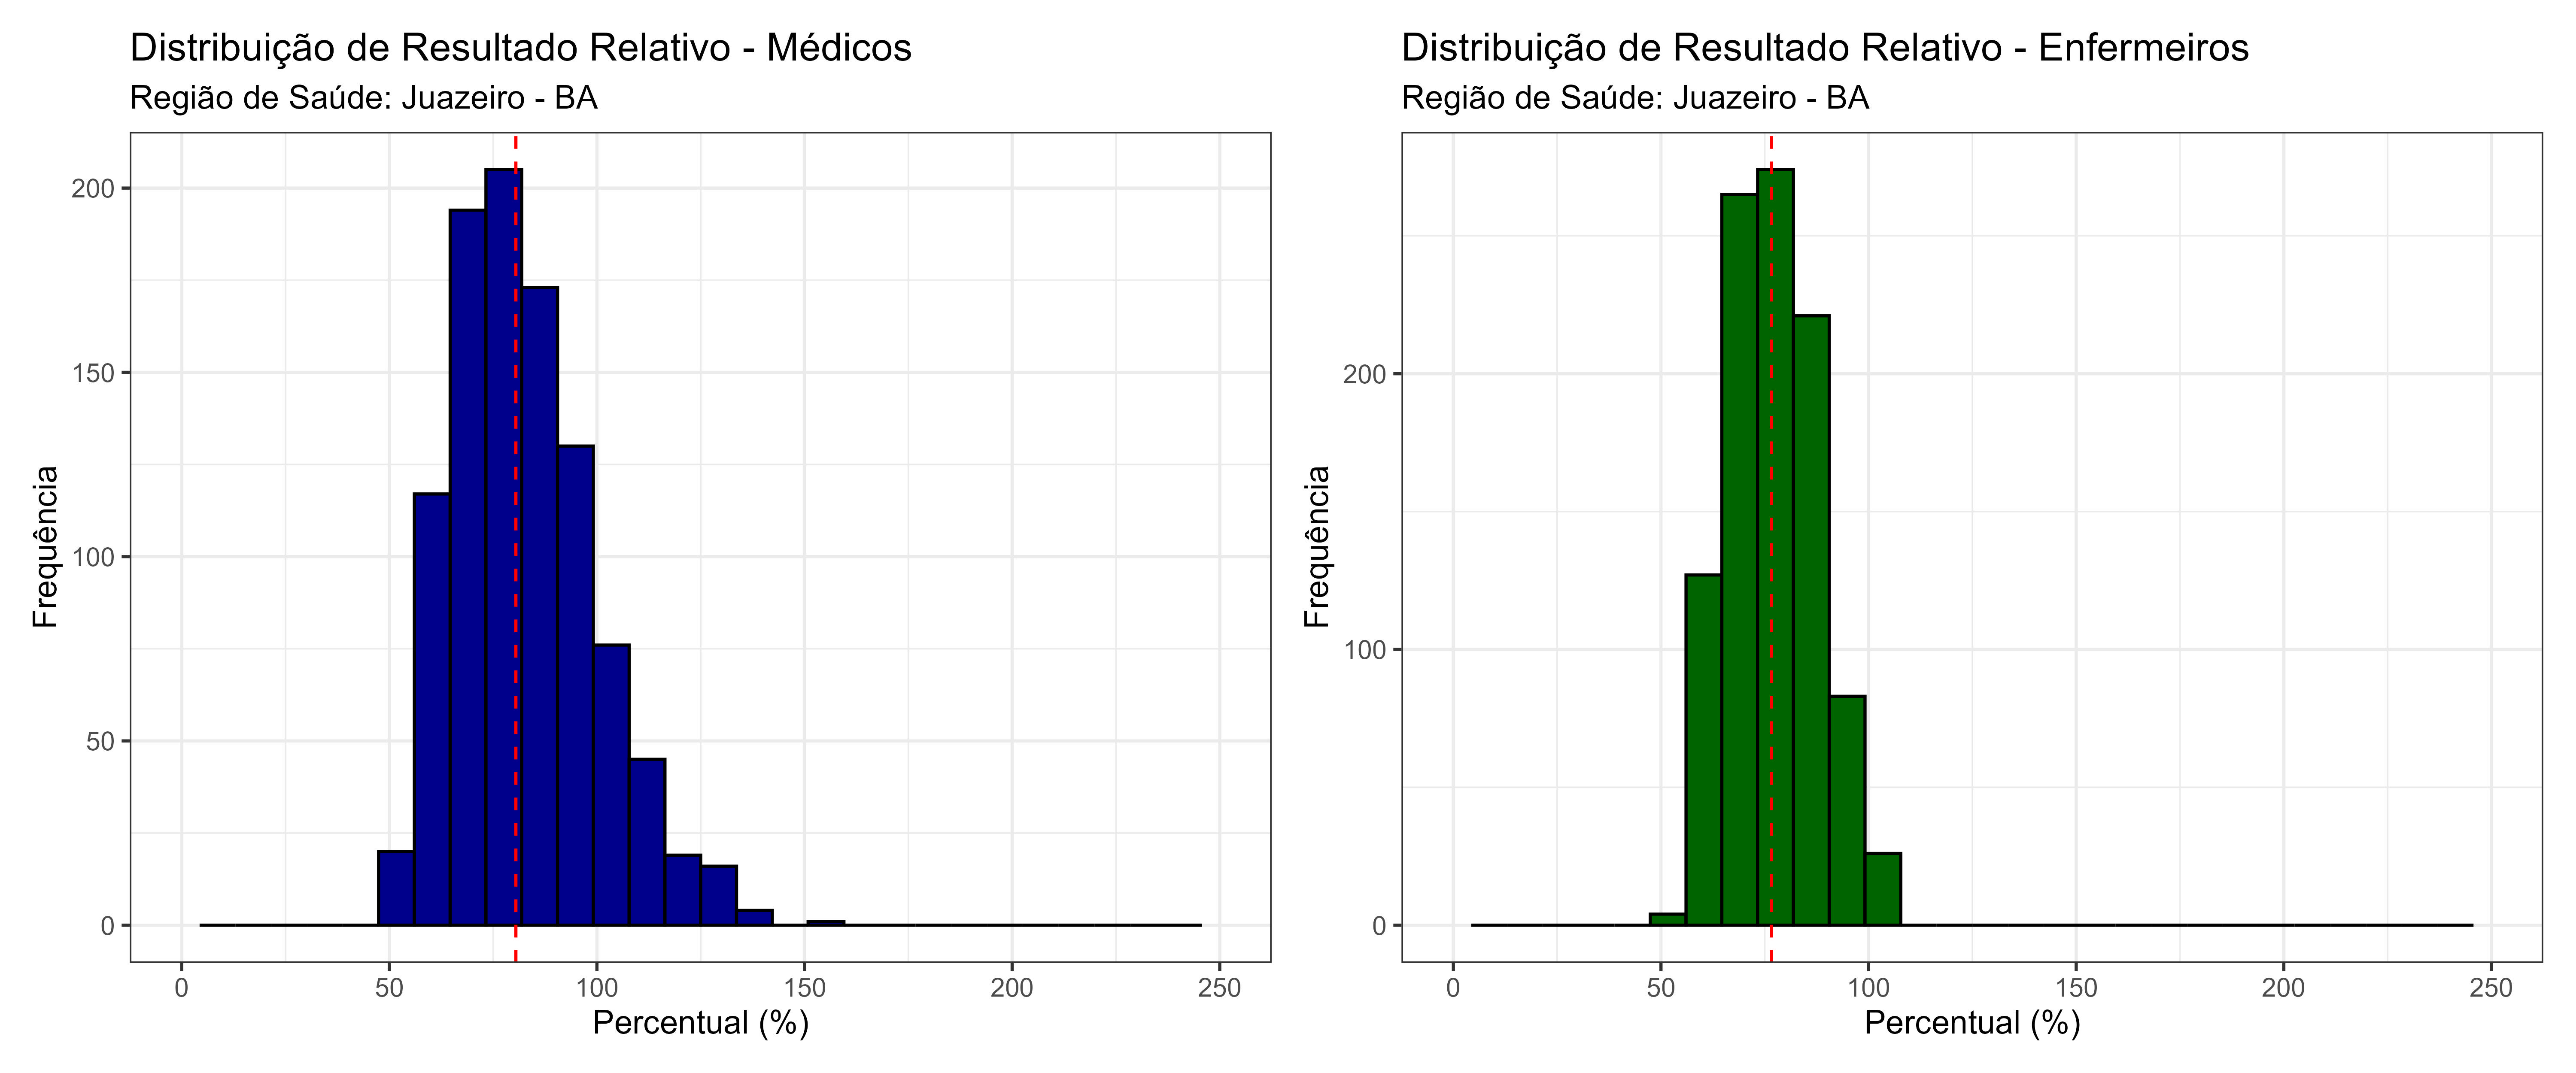 Distribuição de Resultado Relativo - Médicos
Região de Saúde: Juazeiro - BA
Frequência
200
150
100
50
0
0 50 100 150 200 250
Percentual (%)
Distribuição de Resultado Relativo - Enfermeiros
Região de Saúde: Juazeiro - BA
Frequência
200
100
0
0 50 100 150 200 250
Percentual (%)